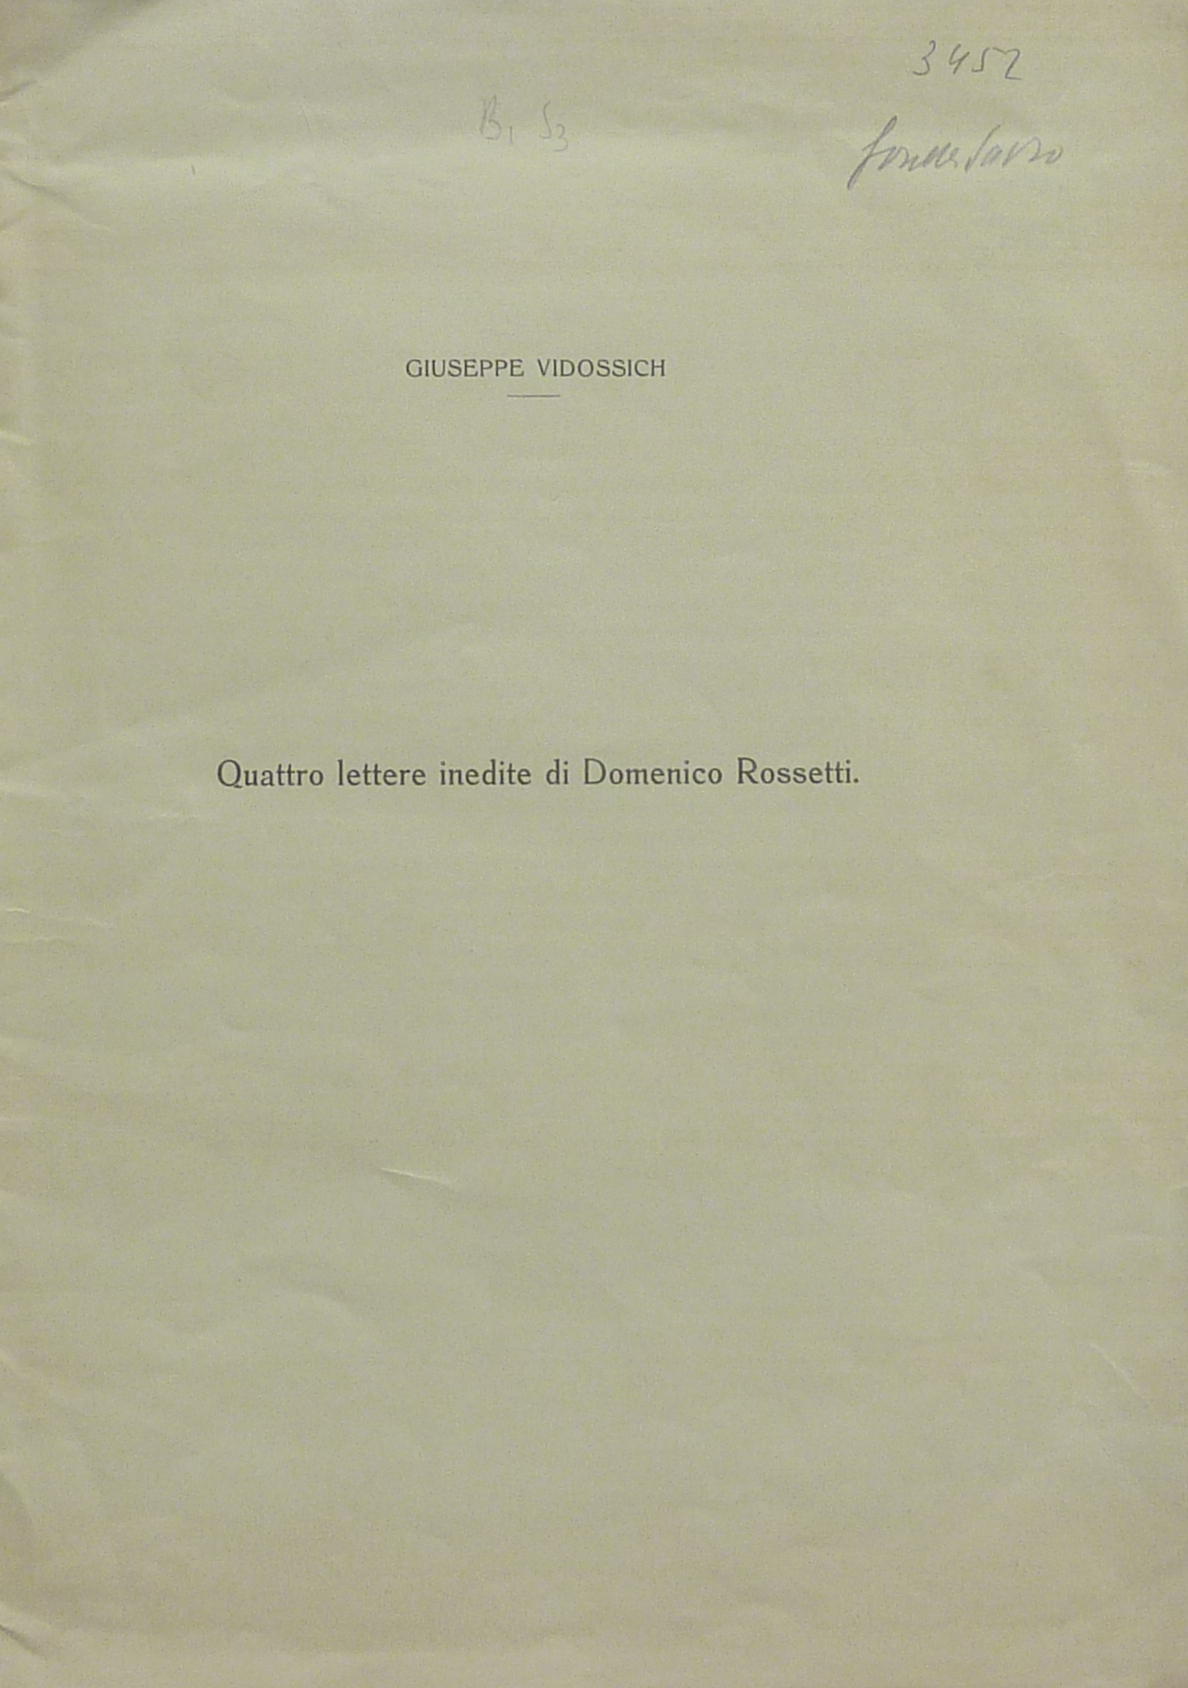 3452
B₁ S₃
GIUSEPPE VIDOSSICH
Quattro lettere inedite di Domenico Rossetti.